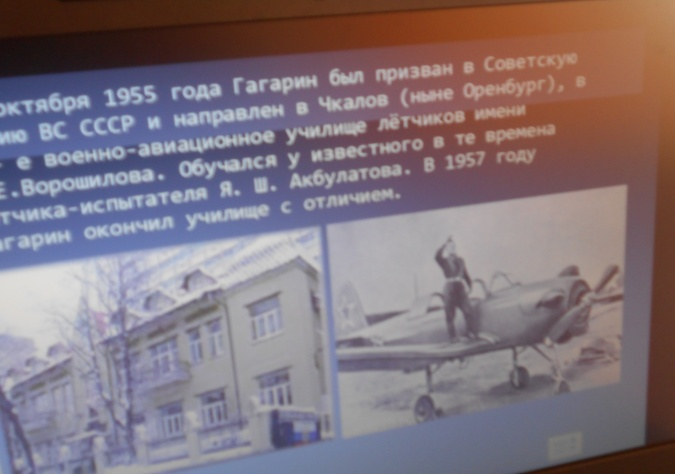 октября 1955 года Гагарин был призван в Советскую
ию ВС СССР и направлен в Чкалов (ныне Оренбург), в
е военно-авиационное училище лётчиков имени
Е.Ворошилова. Обучался у известного в те времена
тчика-испытателя Я. Ш. Акбулатова. В 1957 году
агарин окончил училище с отличием.